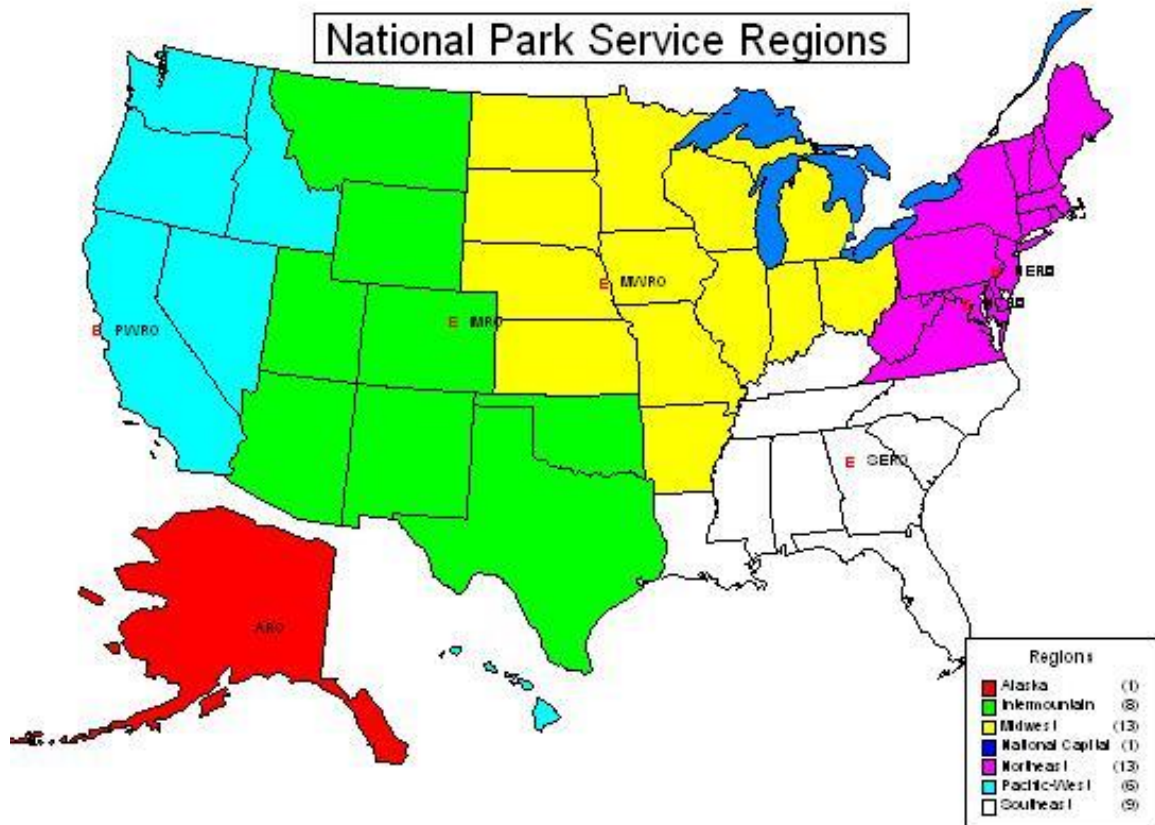 National Park Service Regions
E PWRO
E IMRO
E MWRO
E SERO
ARO
Regions
Alaska (1)
Intermountain (8)
Midwest (13)
National Capital (1)
Northeast (13)
Pacific-West (6)
Southeast (9)